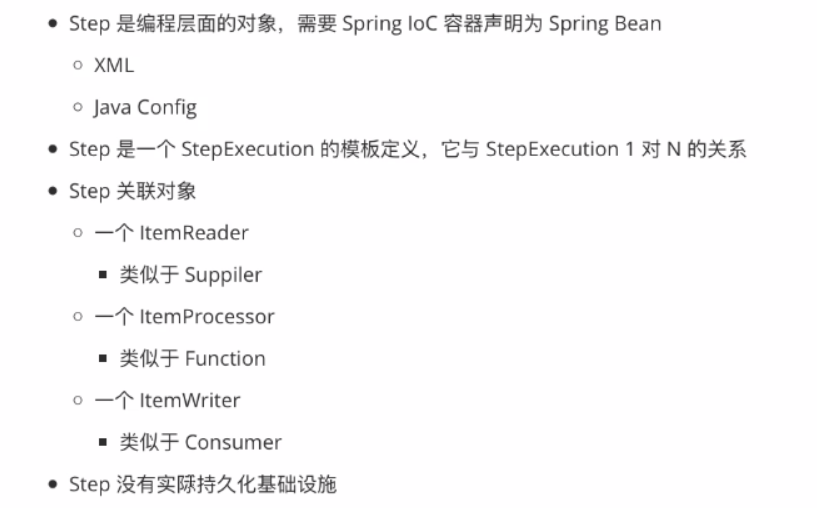 Step 是编程层面的对象，需要 Spring IoC 容器声明为 Spring Bean
XML
Java Config
Step 是一个 StepExecution 的模板定义，它与 StepExecution 1 对 N 的关系
Step 关联对象
一个 ItemReader
类似于 Suppiler
一个 ItemProcessor
类似于 Function
一个 ItemWriter
类似于 Consumer
Step 没有实际持久化基础设施